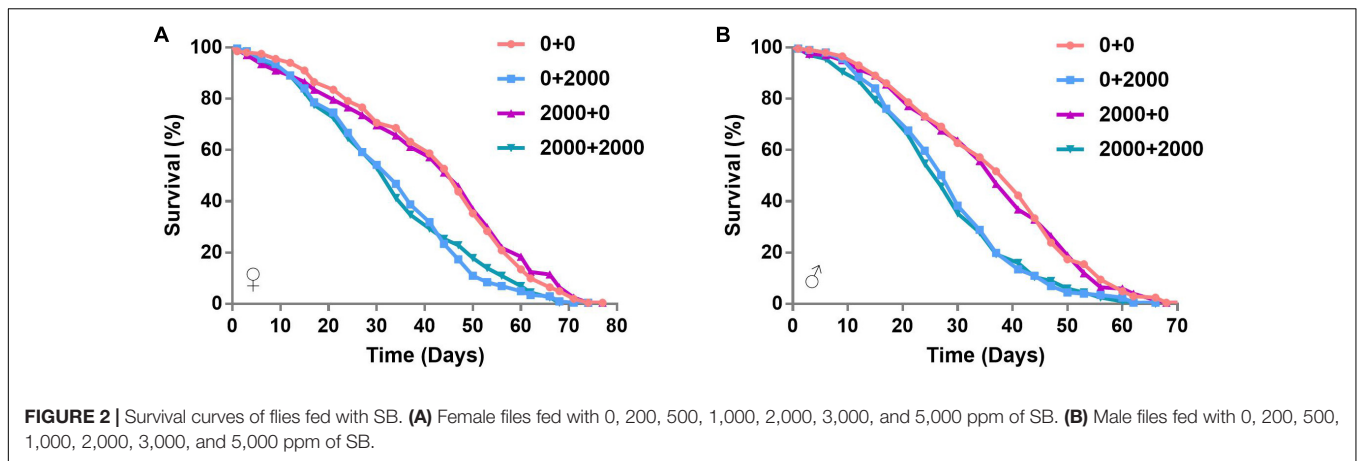 A
100
80
60
40
20
0
Survival (%)
♀
0 10 20 30 40 50 60 70 80
Time (Days)
0+0
0+2000
2000+0
2000+2000
B
100
80
60
40
20
0
Survival (%)
♂
0 10 20 30 40 50 60 70
Time (Days)
0+0
0+2000
2000+0
2000+2000
FIGURE 2 | Survival curves of flies fed with SB. (A) Female files fed with 0, 200, 500, 1,000, 2,000, 3,000, and 5,000 ppm of SB. (B) Male files fed with 0, 200, 500,
1,000, 2,000, 3,000, and 5,000 ppm of SB.